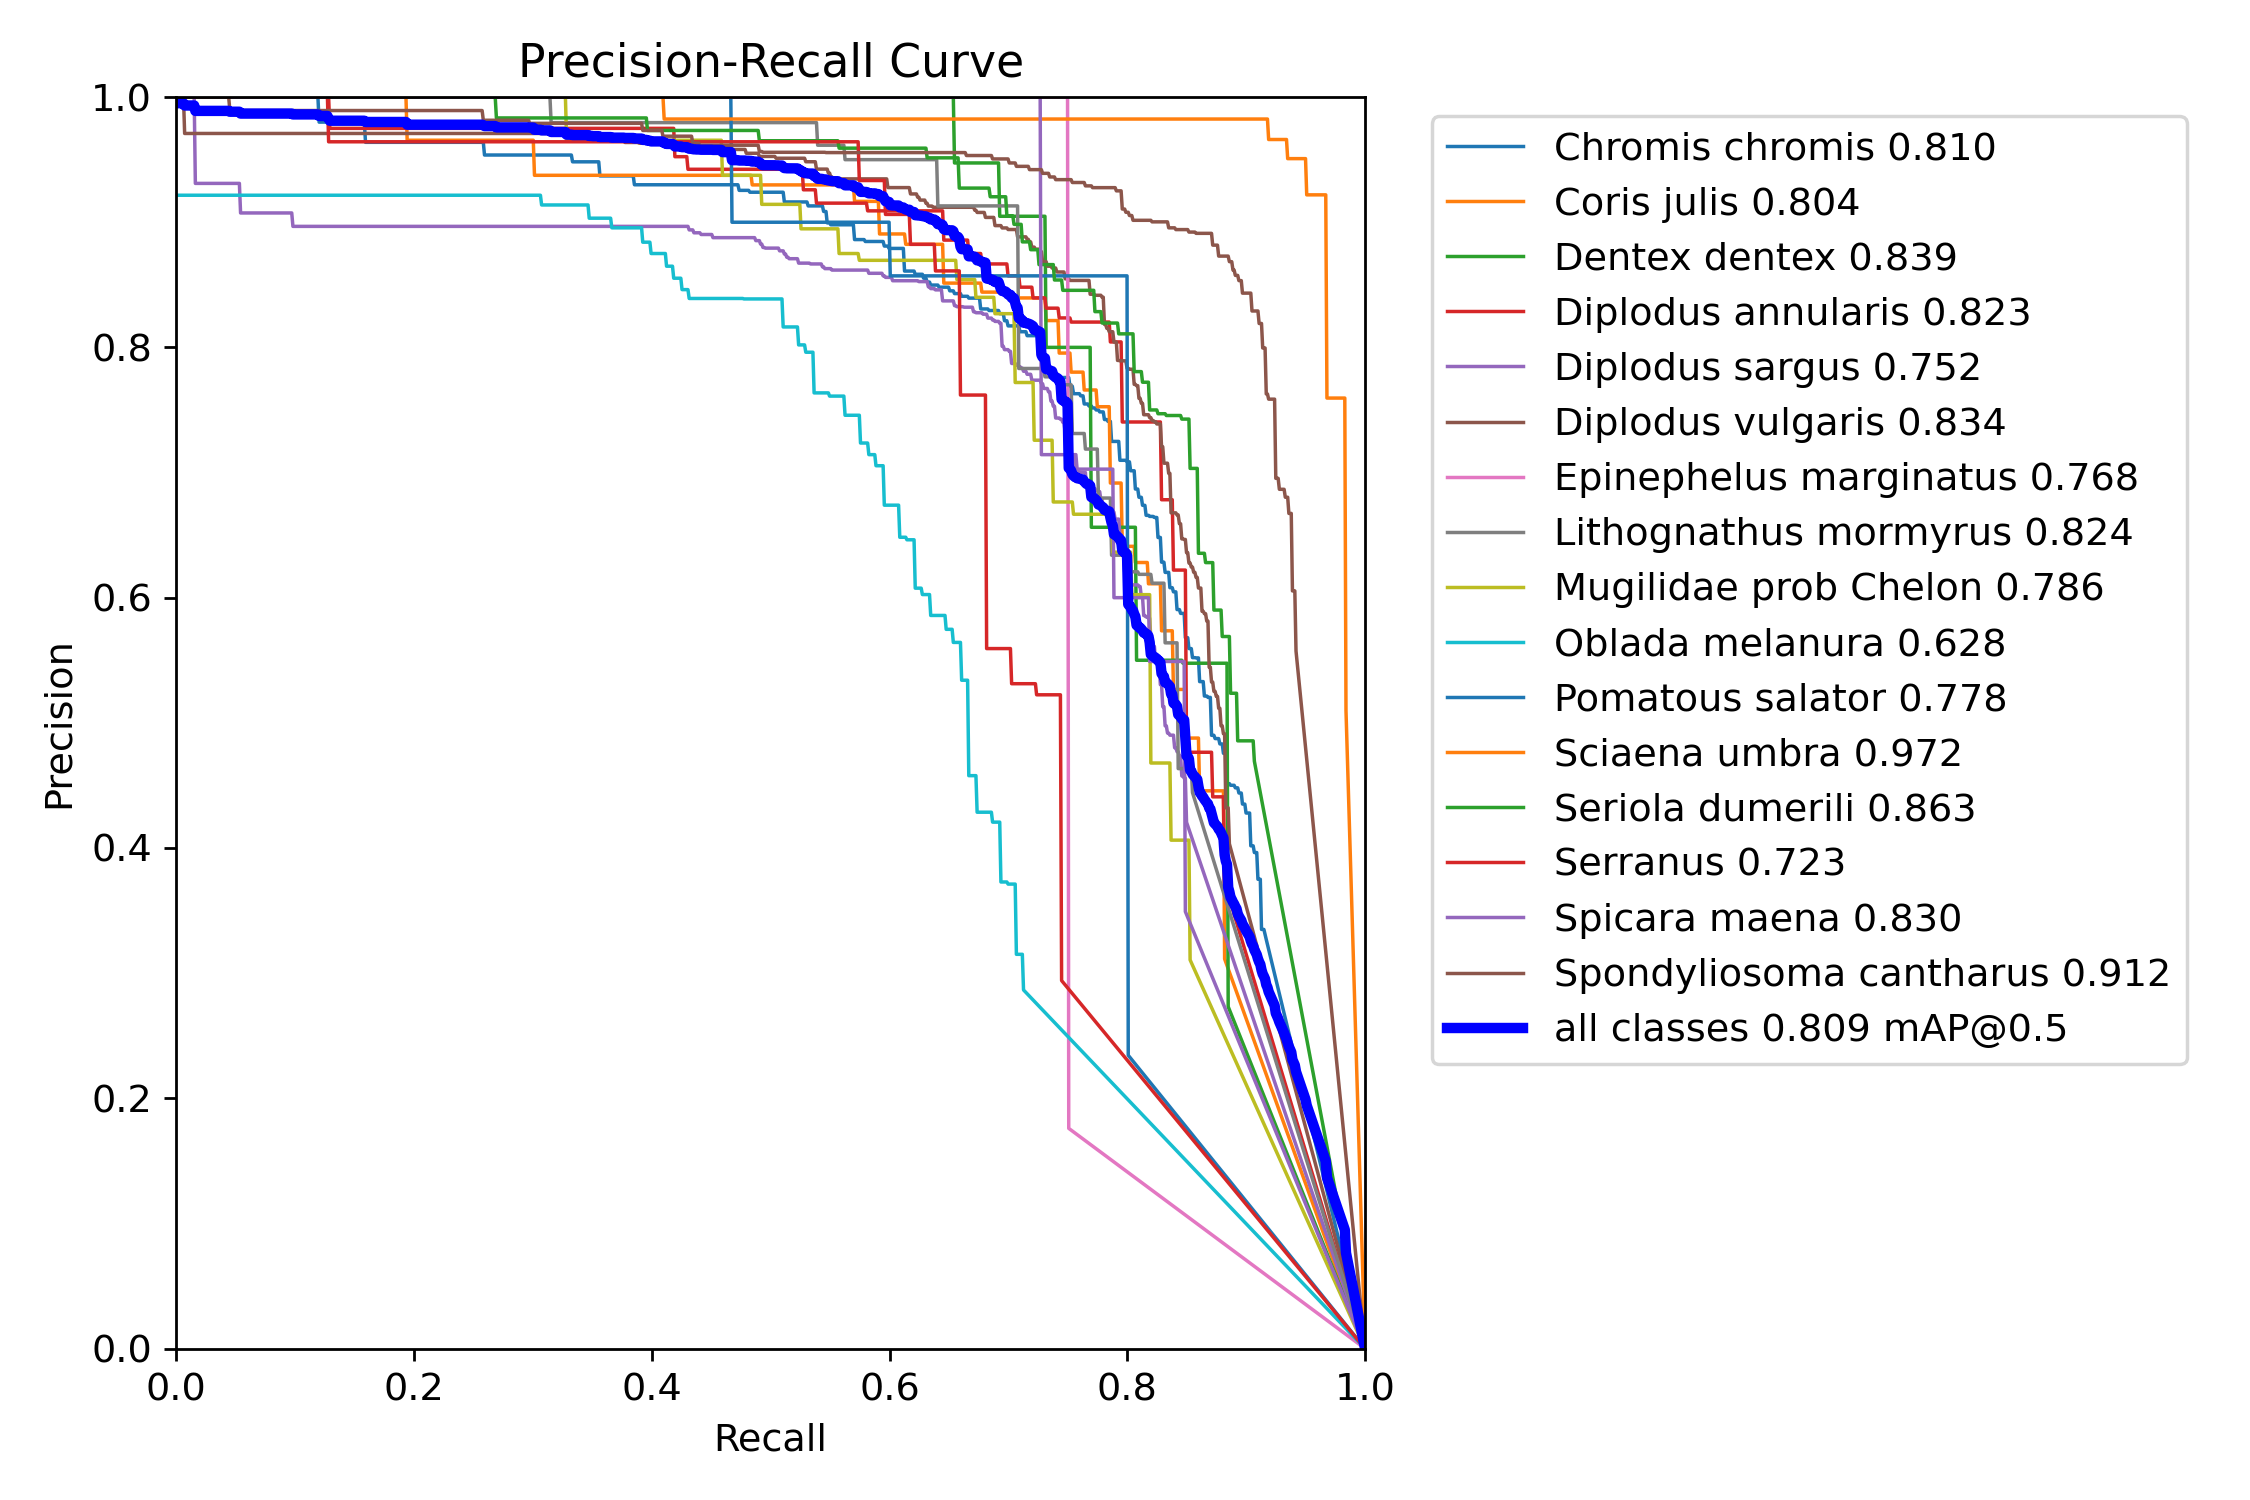 Precision-Recall Curve
1.0
0.8
0.6
0.4
0.2
0.0
Precision
0.0 0.2 0.4 0.6 0.8 1.0
Recall
Chromis chromis 0.810
Coris julis 0.804
Dentex dentex 0.839
Diplodus annularis 0.823
Diplodus sargus 0.752
Diplodus vulgaris 0.834
Epinephelus marginatus 0.768
Lithognathus mormyrus 0.824
Mugilidae prob Chelon 0.786
Oblada melanura 0.628
Pomatous salator 0.778
Sciaena umbra 0.972
Seriola dumerili 0.863
Serranus 0.723
Spicara maena 0.830
Spondyliosoma cantharus 0.912
all classes 0.809 mAP@0.5